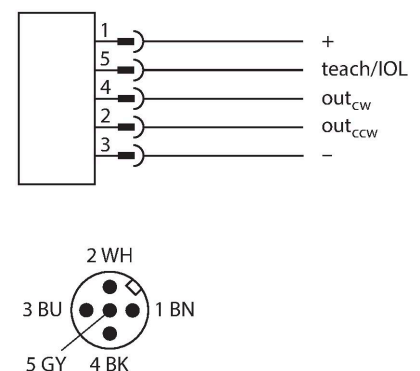 1 +
5 teach/IOL
4 outcw
2 outccw
3 –
2 WH
3 BU 1 BN
5 GY 4 BK